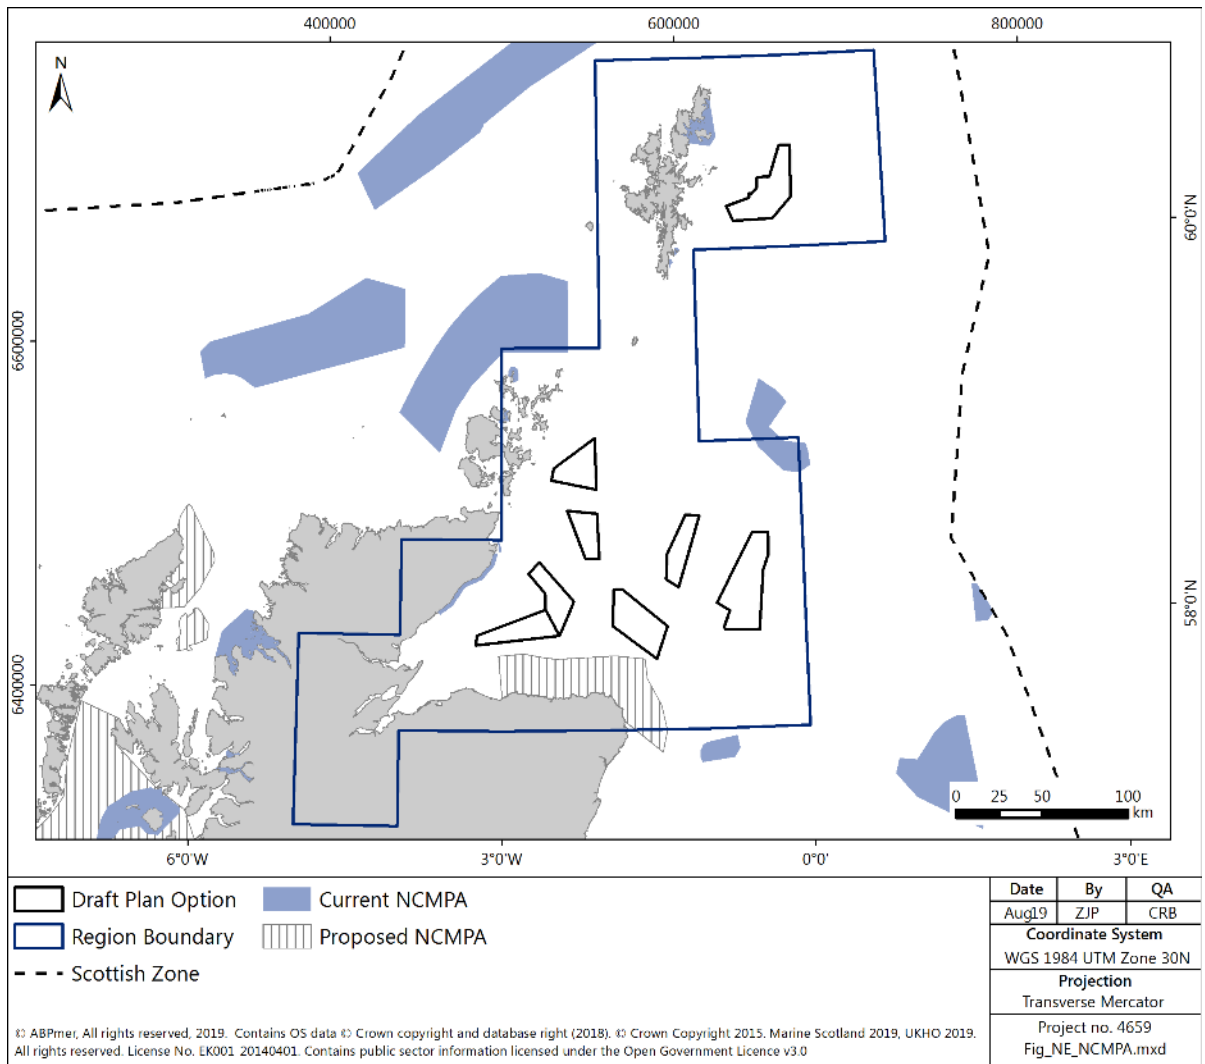 400000 600000 800000
N
60°0'N
6600000
58°0'N
6400000
0 25 50 100
km
6°0'W 3°0'W 0°0' 3°0'E
Draft Plan Option
Current NCMPA
Region Boundary
Proposed NCMPA
Scottish Zone
Date By QA
Aug19 ZJP CRB
Coordinate System
WGS 1984 UTM Zone 30N
Projection
Transverse Mercator
Project no. 4659
Fig_NE_NCMPA.mxd
© ABPmer, All rights reserved, 2019. Contains OS data © Crown copyright and database right (2018). © Crown Copyright 2015. Marine Scotland 2019, UKHO 2019.
All rights reserved. License No. EK001_20140401. Contains public sector information licensed under the Open Government Licence v3.0